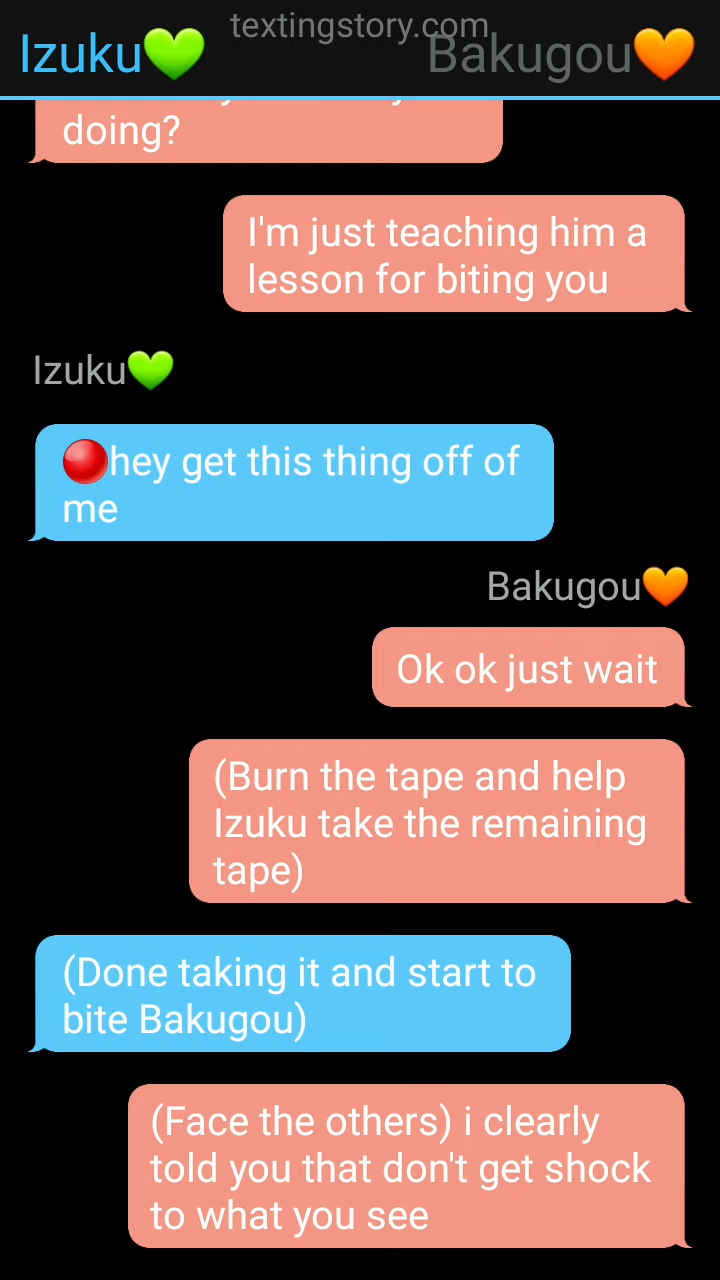 textingstory.com
Izuku💚
Bakugou🧡
doing?
I'm just teaching him a
lesson for biting you
Izuku💚
🔴hey get this thing off of
me
Bakugou🧡
Ok ok just wait
(Burn the tape and help
Izuku take the remaining
tape)
(Done taking it and start to
bite Bakugou)
(Face the others) i clearly
told you that don't get shock
to what you see